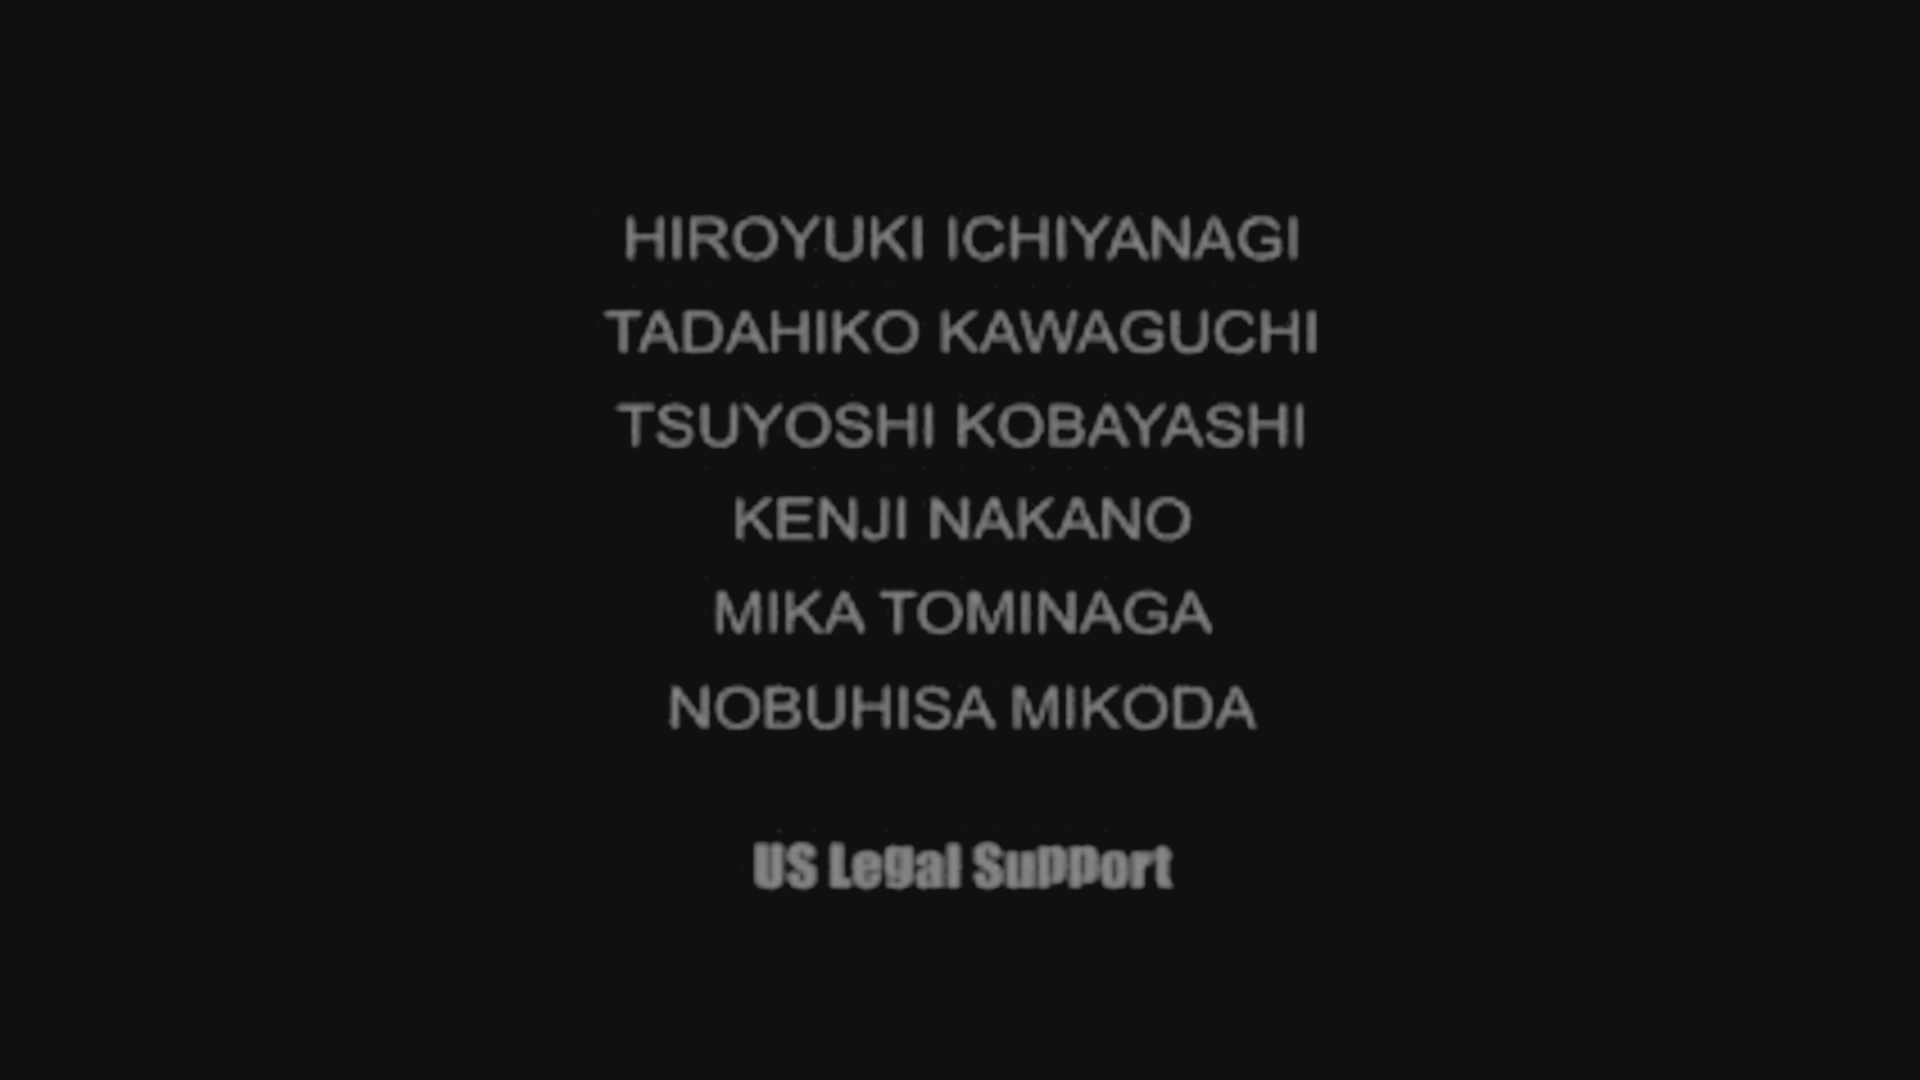 HIROYUKI ICHIYANAGI
TADAHIKO KAWAGUCHI
TSUYOSHI KOBAYASHI
KENJI NAKANO
MIKA TOMINAGA
NOBUHISA MIKODA
US Legal Support